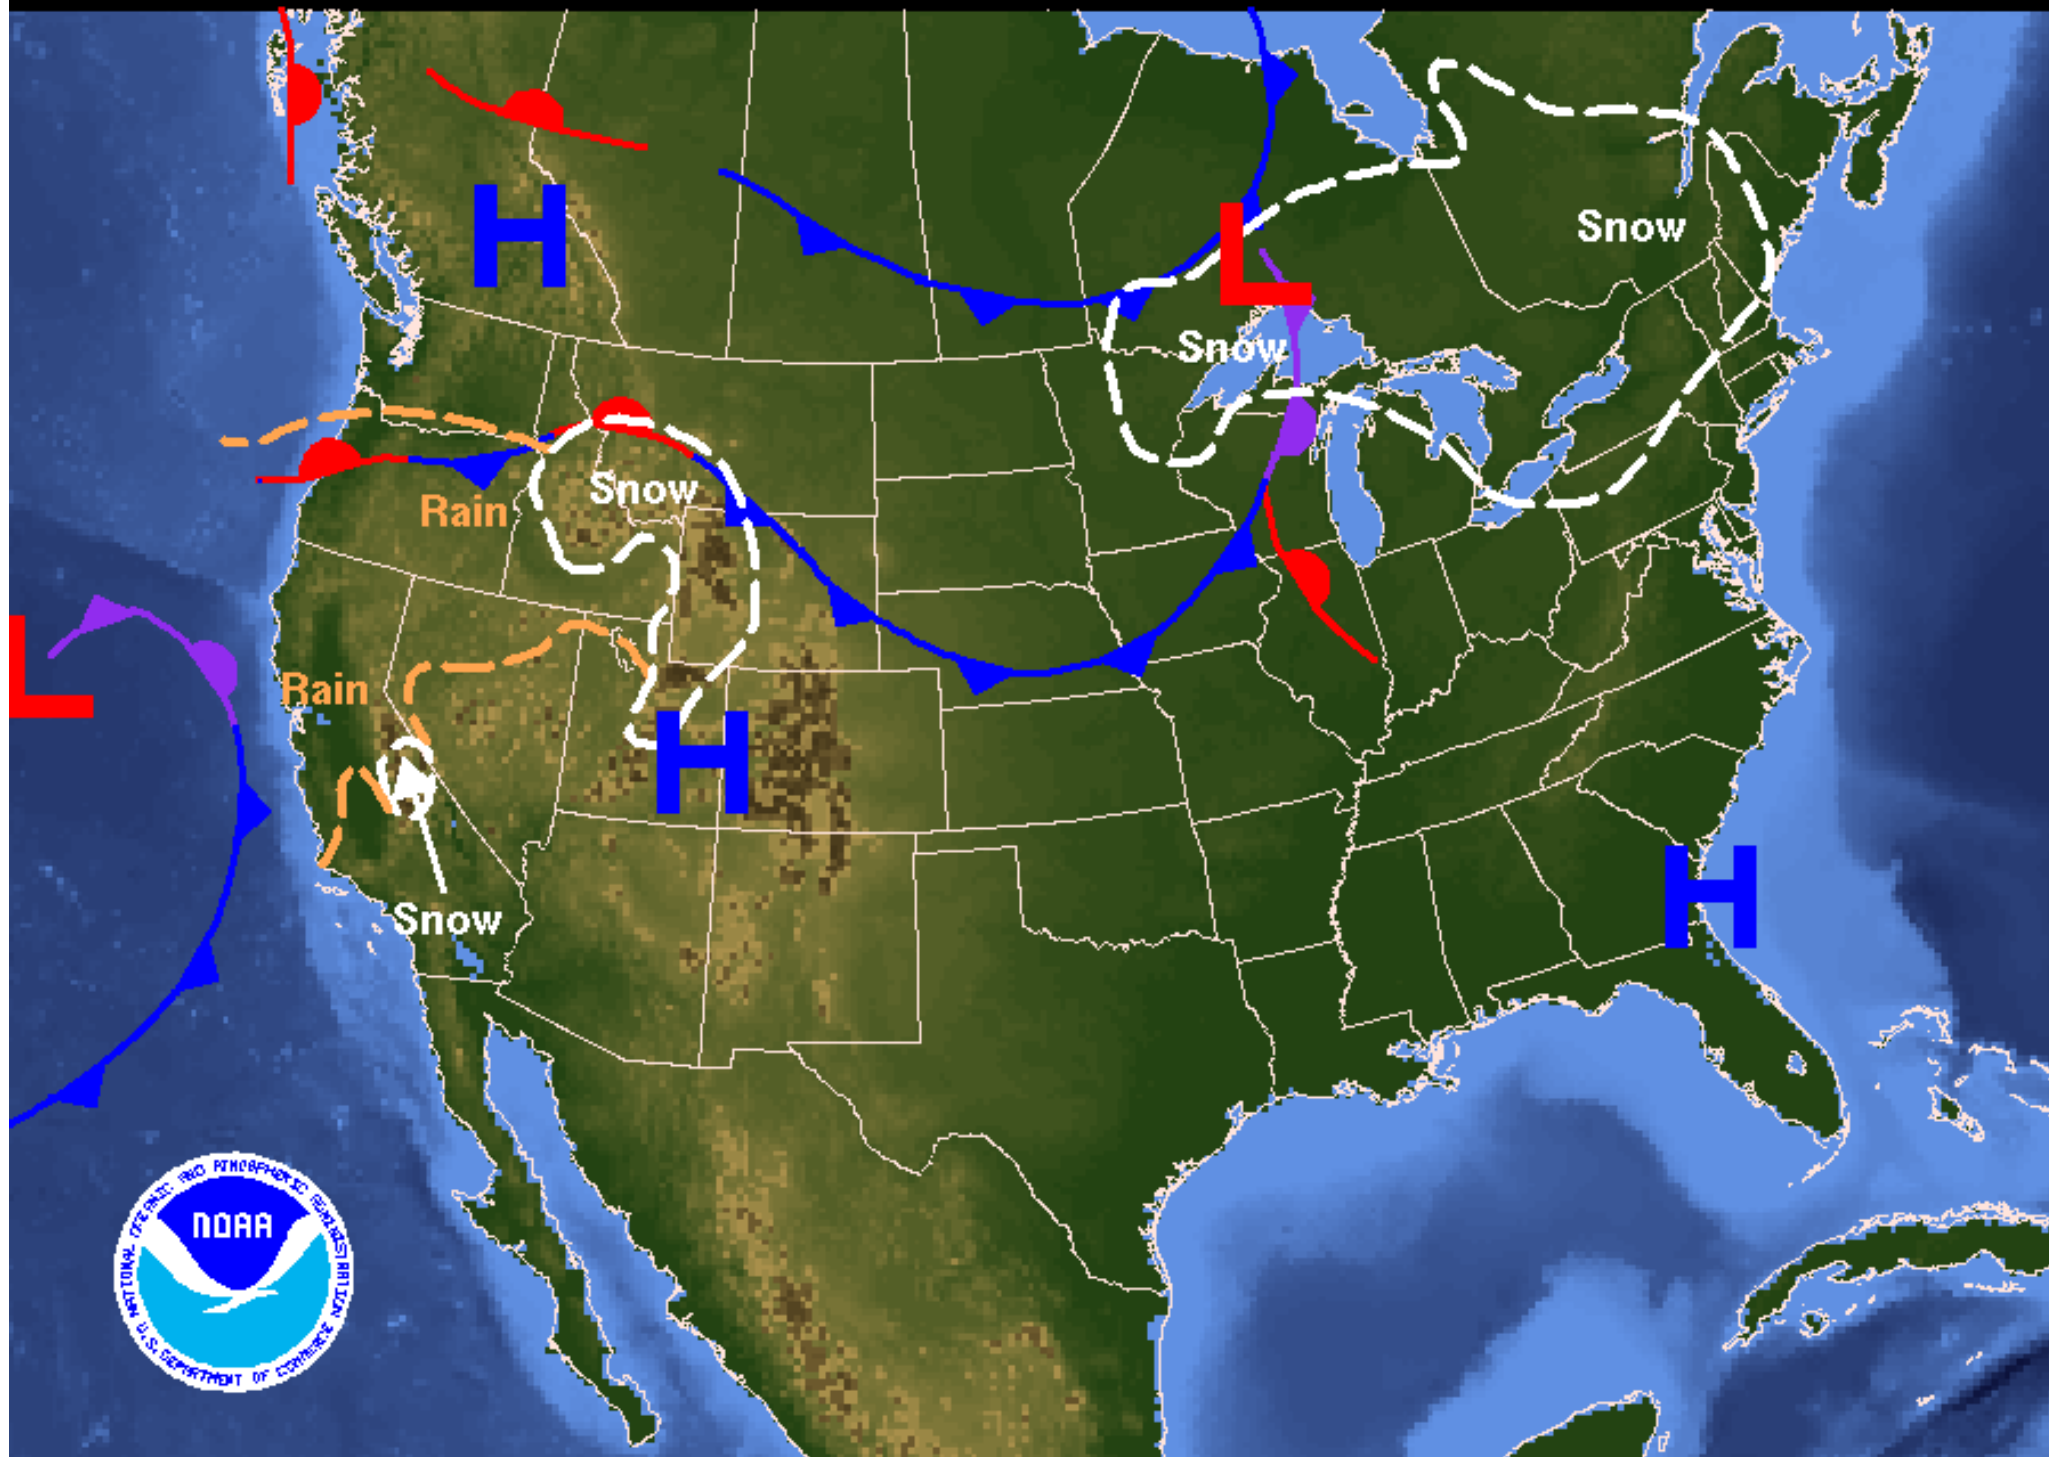 H
L
Snow
Snow
Snow
Rain
L
Rain
H
H
Snow
NOAA
NATIONAL OCEANIC AND ATMOSPHERIC ADMINISTRATION
U.S. DEPARTMENT OF COMMERCE